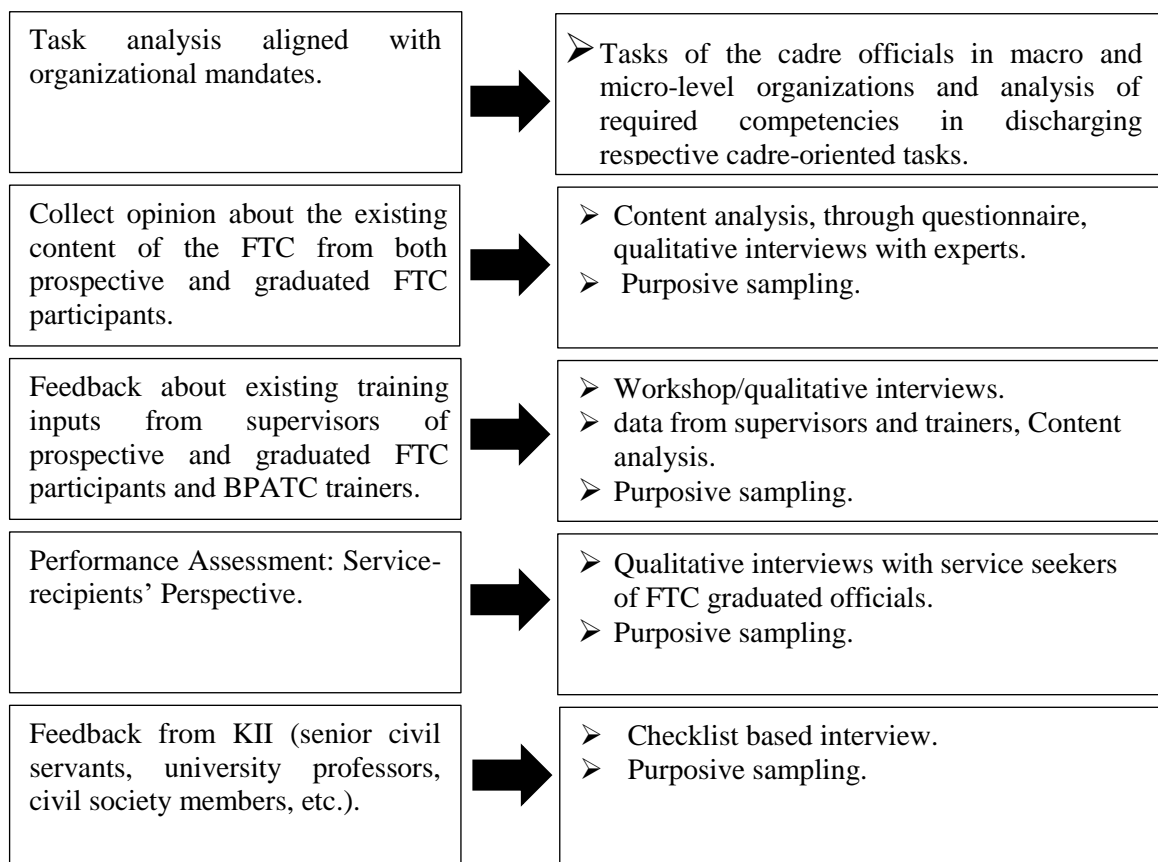 Task analysis aligned with
organizational mandates.
➢ Tasks of the cadre officials in macro and
micro-level organizations and analysis of
required competencies in discharging
respective cadre-oriented tasks.
Collect opinion about the existing
content of the FTC from both
prospective and graduated FTC
participants.
➢ Content analysis, through questionnaire,
qualitative interviews with experts.
➢ Purposive sampling.
Feedback about existing training
inputs from supervisors of
prospective and graduated FTC
participants and BPATC trainers.
➢ Workshop/qualitative interviews.
➢ data from supervisors and trainers, Content
analysis.
➢ Purposive sampling.
Performance Assessment: Service-
recipients’ Perspective.
➢ Qualitative interviews with service seekers
of FTC graduated officials.
➢ Purposive sampling.
Feedback from KII (senior civil
servants, university professors,
civil society members, etc.).
➢ Checklist based interview.
➢ Purposive sampling.